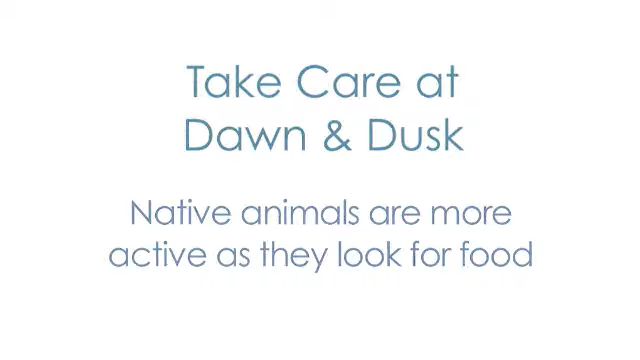 Take Care at
Dawn & Dusk
Native animals are more
active as they look for food